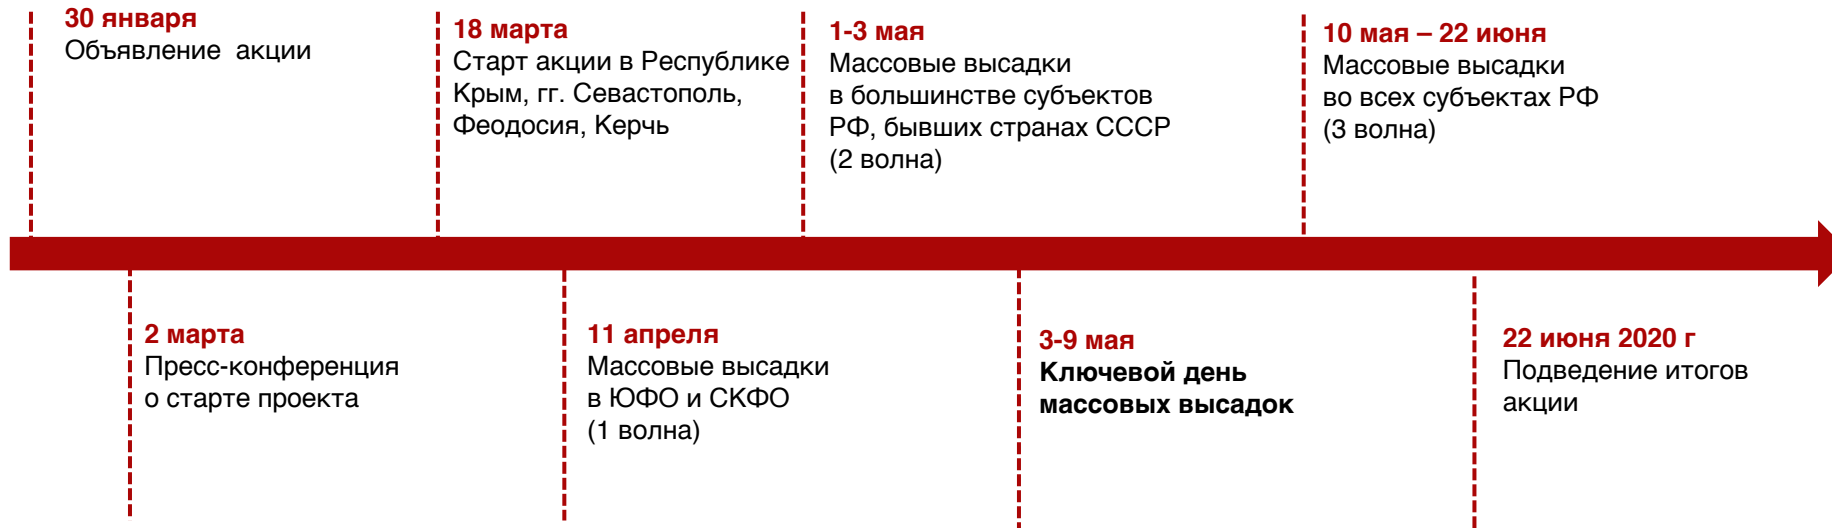 30 января
Объявление акции
18 марта
Старт акции в Республике
Крым, гг. Севастополь,
Феодосия, Керчь
1-3 мая
Массовые высадки
в большинстве субъектов
РФ, бывших странах СССР
(2 волна)
10 мая – 22 июня
Массовые высадки
во всех субъектах РФ
(3 волна)
2 марта
Пресс-конференция
о старте проекта
11 апреля
Массовые высадки
в ЮФО и СКФО
(1 волна)
3-9 мая
Ключевой день
массовых высадок
22 июня 2020 г
Подведение итогов
акции